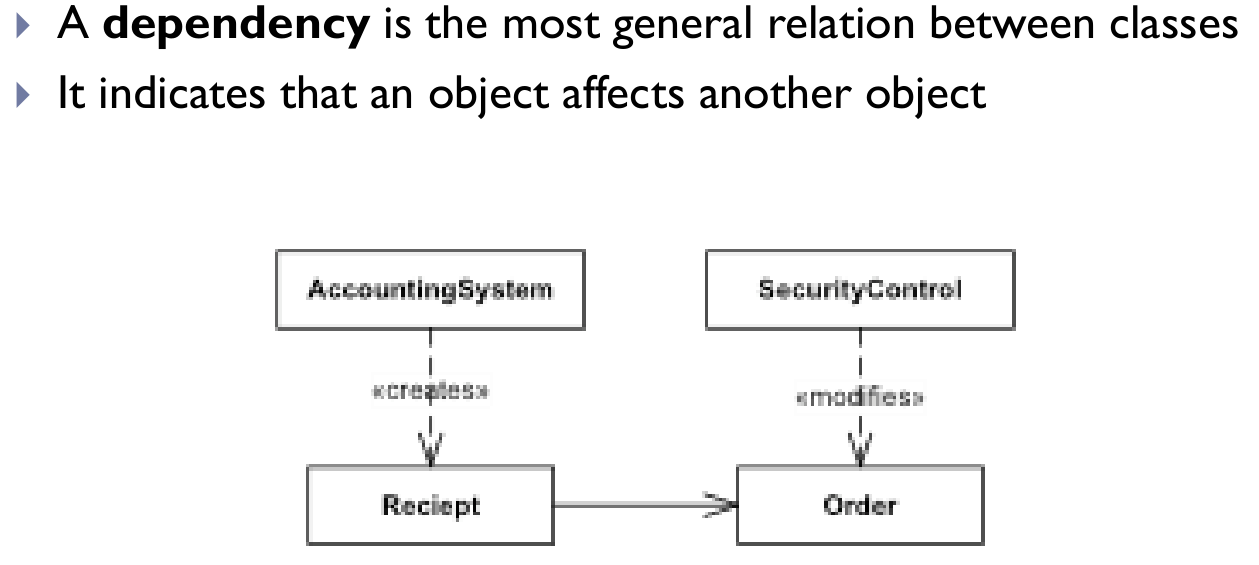 A dependency is the most general relation between classes
It indicates that an object affects another object
AccountingSystem
SecurityControl
«creates»
«modifies»
Reciept
Order